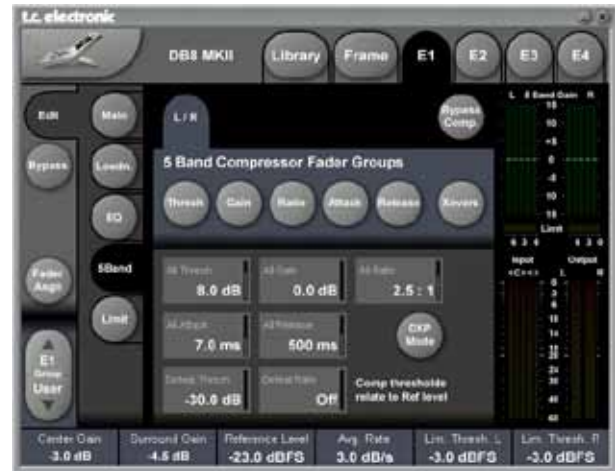 t.c. electronic
DB8 MKII
Library
Frame
E1
E2
E3
E4
Edit
Main
L / R
Bypass Comp.
L 5 Band Gain R
Bypass
Loudn.
5 Band Compressor Fader Groups
EQ
Thresh
Gain
Ratio
Attack
Release
Xovers
Limit
Fader Asgn
5Band
All Thresh
8.0 dB
All Gain
0.0 dB
All Ratio
2.5 : 1
Input
Output
Limit
All Attack
7.0 ms
All Release
500 ms
DXP Mode
E1
Group
User
Defeat Thresh
-30.0 dB
Defeat Ratio
Off
Comp thresholds
relate to Ref level
Center Gain
-3.0 dB
Surround Gain
-4.5 dB
Reference Level
-23.0 dBFS
Avg. Rate
3.0 dB/s
Lim. Thresh. L
-3.0 dBFS
Lim. Thresh. R
-3.0 dBFS